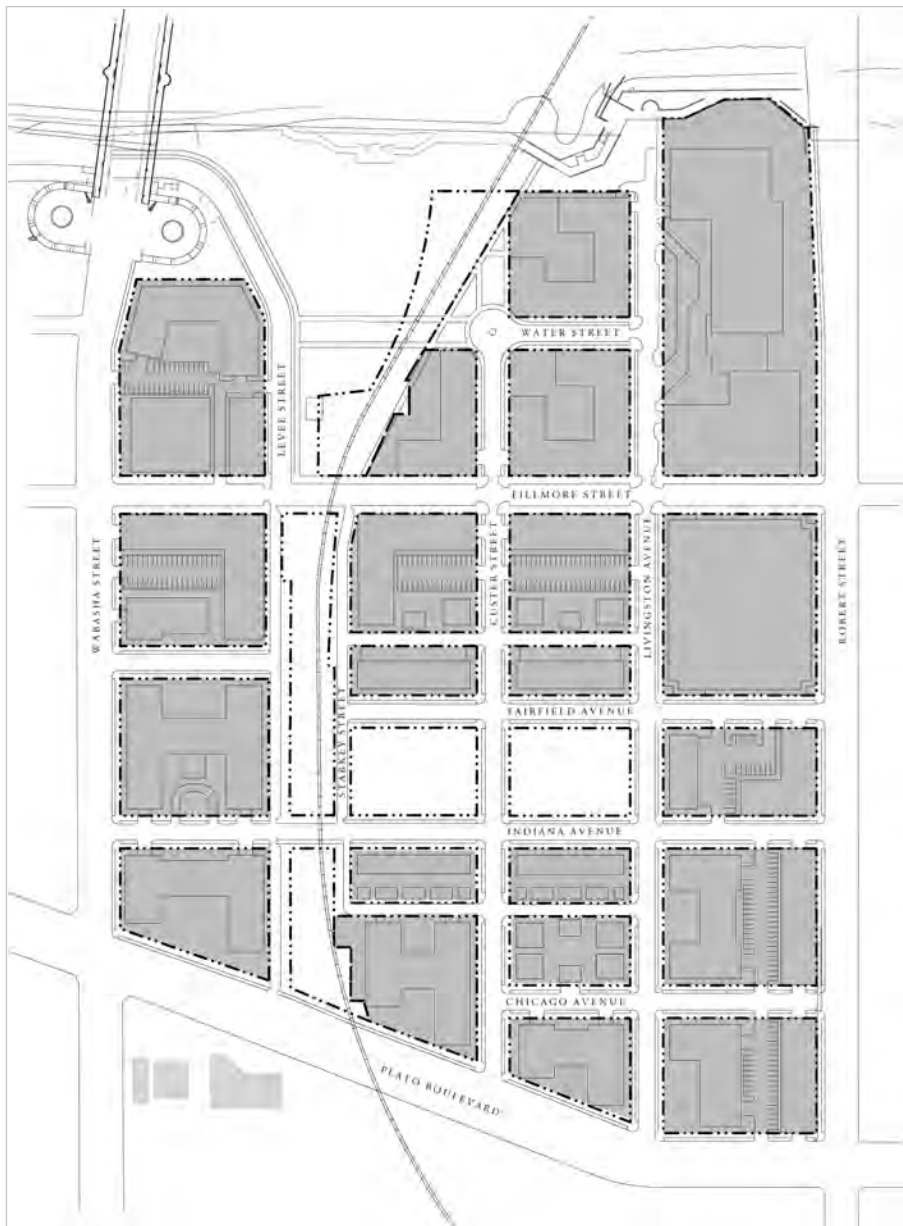 WATER STREET
LEVEE STREET
FILLMORE STREET
WABASHA STREET
CUSTER STREET
LIVINGSTON AVENUE
ROBERT STREET
FAIRFIELD AVENUE
STARKEY STREET
INDIANA AVENUE
CHICAGO AVENUE
PLATO BOULEVARD